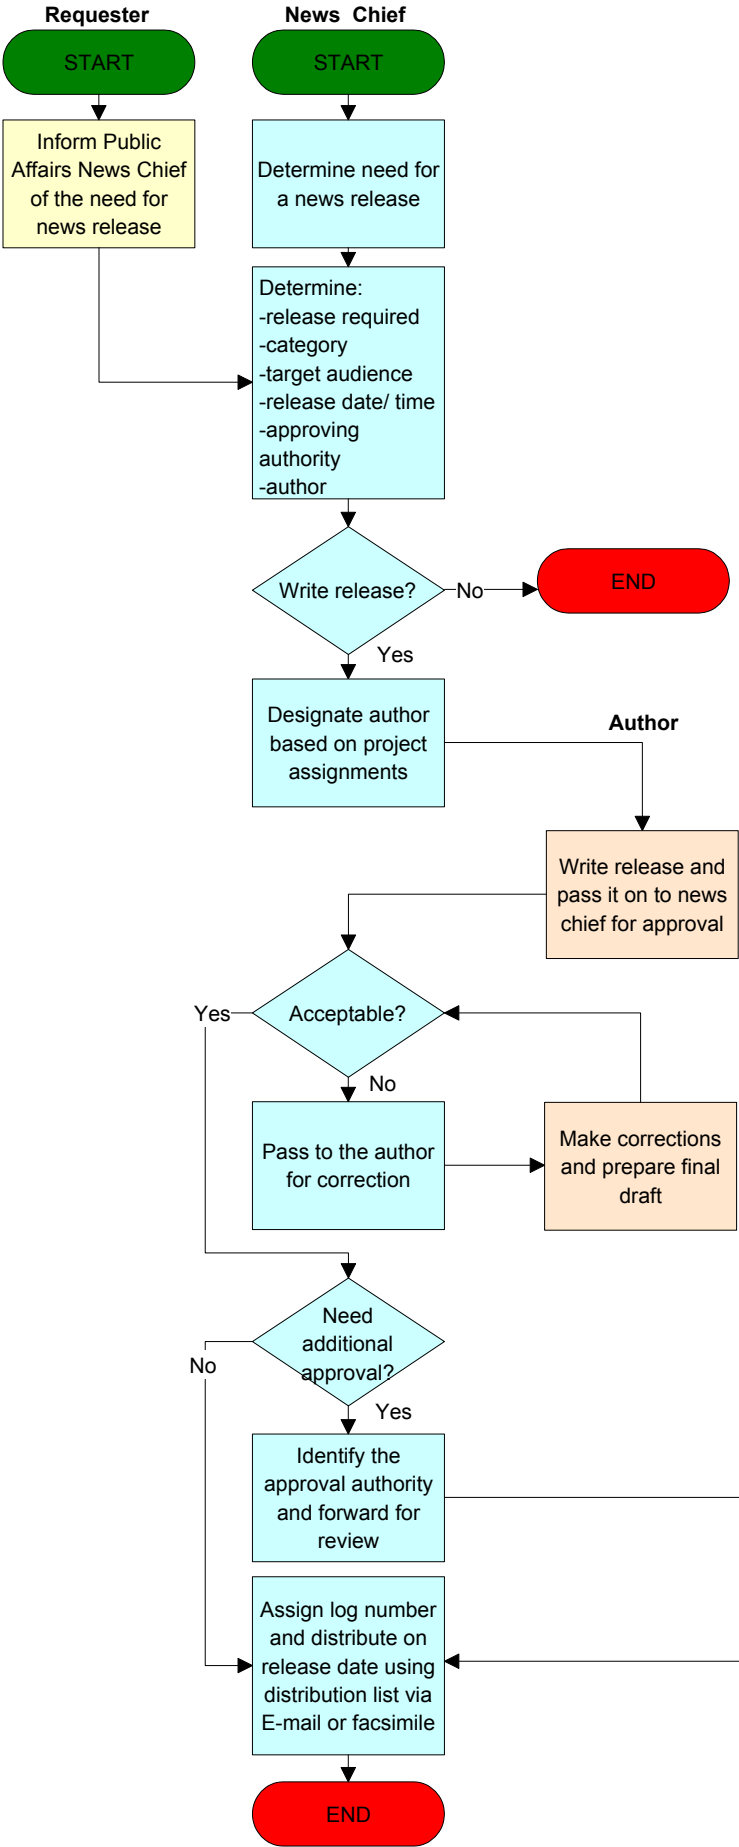 Requester
News Chief
START
START
Inform Public
Affairs News Chief
of the need for
news release
Determine need for
a news release
Determine:
-release required
-category
-target audience
-release date/ time
-approving
authority
-author
Write release?
No
END
Yes
Designate author
based on project
assignments
Author
Write release and
pass it on to news
chief for approval
Yes
Acceptable?
No
Pass to the author
for correction
Make corrections
and prepare final
draft
Need
additional
approval?
No
Yes
Identify the
approval authority
and forward for
review
Assign log number
and distribute on
release date using
distribution list via
E-mail or facsimile
END